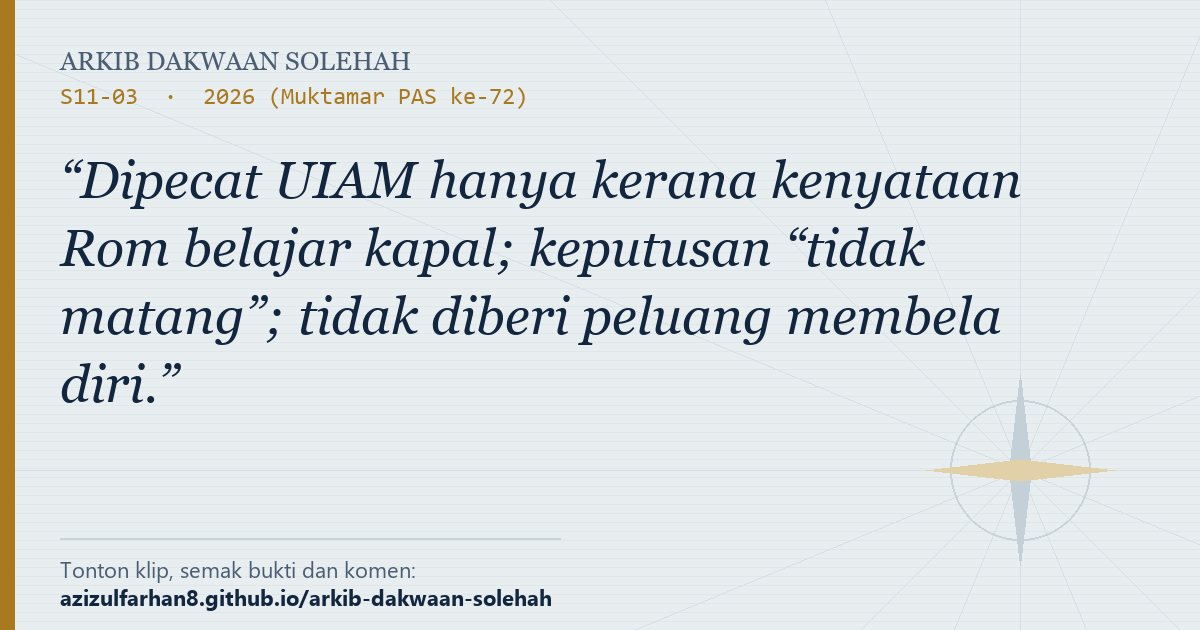 ARKIB DAKWAAN SOLEHAH
S11-03 · 2026 (Muktamar PAS ke-72)
“Dipecat UIAM hanya kerana kenyataan
Rom belajar kapal; keputusan “tidak
matang”; tidak diberi peluang membela
diri.”
Tonton klip, semak bukti dan komen:
azizulfarhan8.github.io/arkib-dakwaan-solehah